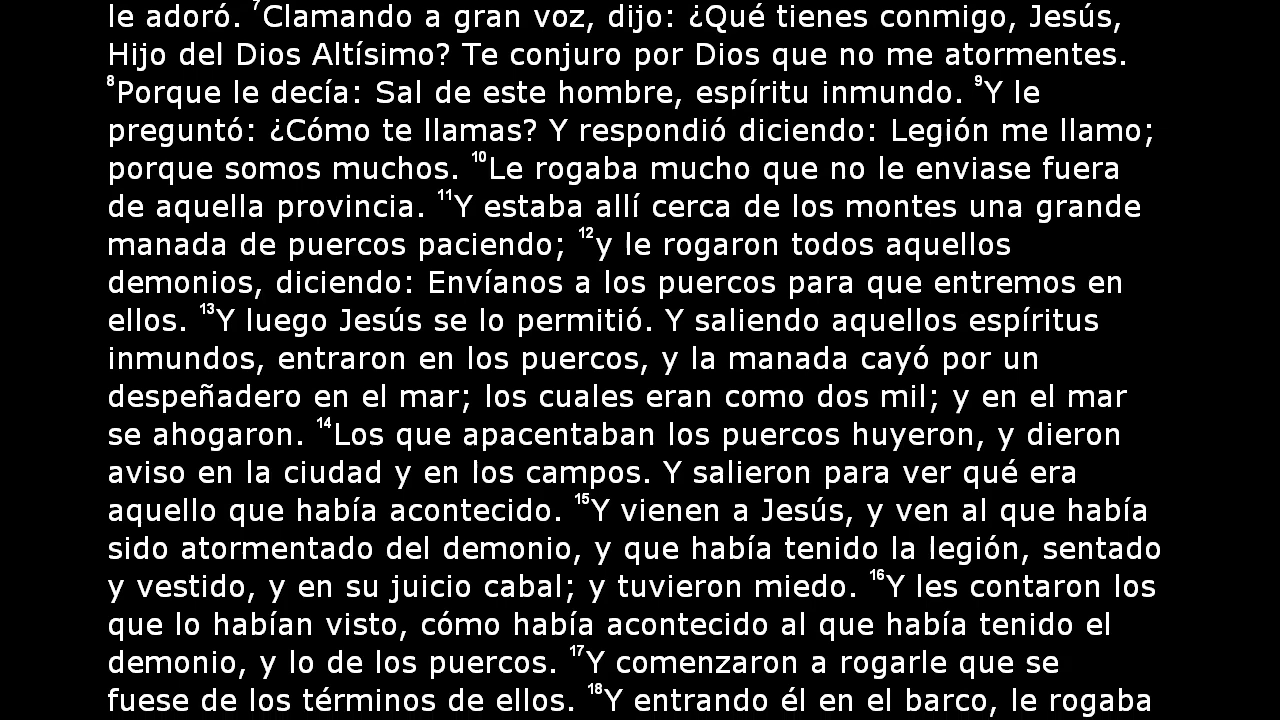 le adoró. ⁷Clamando a gran voz, dijo: ¿Qué tienes conmigo, Jesús,
Hijo del Dios Altísimo? Te conjuro por Dios que no me atormentes.
⁸Porque le decía: Sal de este hombre, espíritu inmundo. ⁹Y le
preguntó: ¿Cómo te llamas? Y respondió diciendo: Legión me llamo;
porque somos muchos. ¹⁰Le rogaba mucho que no le enviase fuera
de aquella provincia. ¹¹Y estaba allí cerca de los montes una grande
manada de puercos paciendo; ¹²y le rogaron todos aquellos
demonios, diciendo: Envíanos a los puercos para que entremos en
ellos. ¹³Y luego Jesús se lo permitió. Y saliendo aquellos espíritus
inmundos, entraron en los puercos, y la manada cayó por un
despeñadero en el mar; los cuales eran como dos mil; y en el mar
se ahogaron. ¹⁴Los que apacentaban los puercos huyeron, y dieron
aviso en la ciudad y en los campos. Y salieron para ver qué era
aquello que había acontecido. ¹⁵Y vienen a Jesús, y ven al que había
sido atormentado del demonio, y que había tenido la legión, sentado
y vestido, y en su juicio cabal; y tuvieron miedo. ¹⁶Y les contaron los
que lo habían visto, cómo había acontecido al que había tenido el
demonio, y lo de los puercos. ¹⁷Y comenzaron a rogarle que se
fuese de los términos de ellos. ¹⁸Y entrando él en el barco, le rogaba